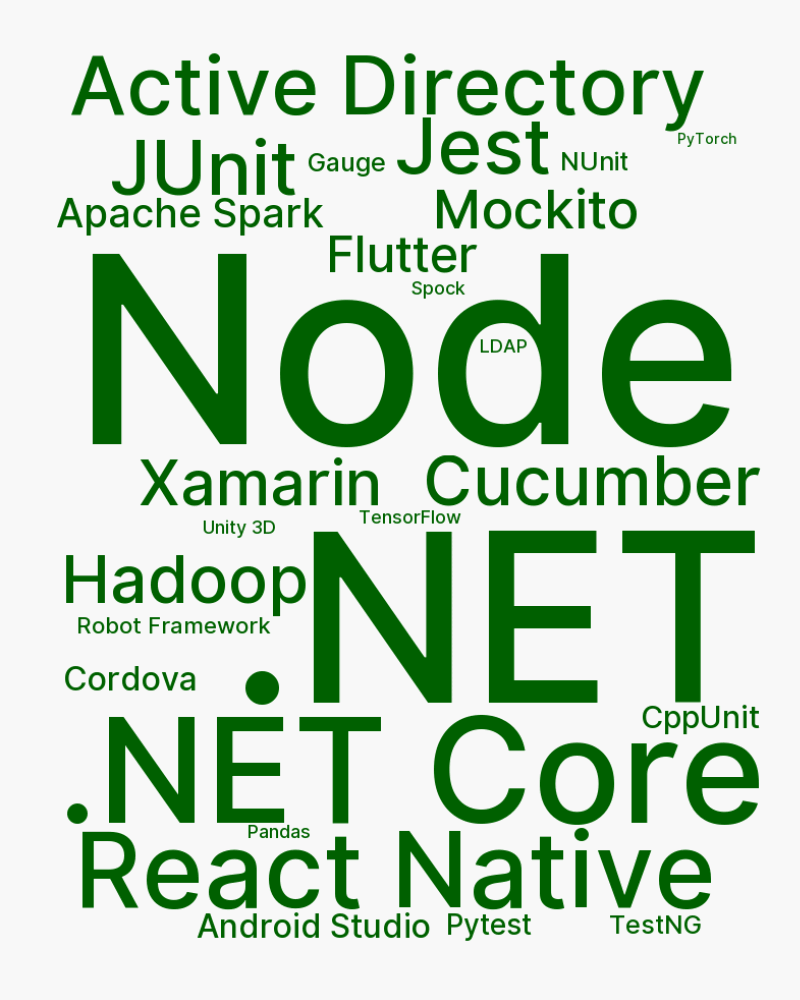 Active Directory
PyTorch
JUnit
Gauge
Jest
NUnit
Apache Spark
Mockito
Flutter
Spock
Node
LDAP
Xamarin
Cucumber
TensorFlow
Unity 3D
Hadoop
.NET
Robot Framework
Cordova
CppUnit
.NET Core
Pandas
React Native
Android Studio
Pytest
TestNG